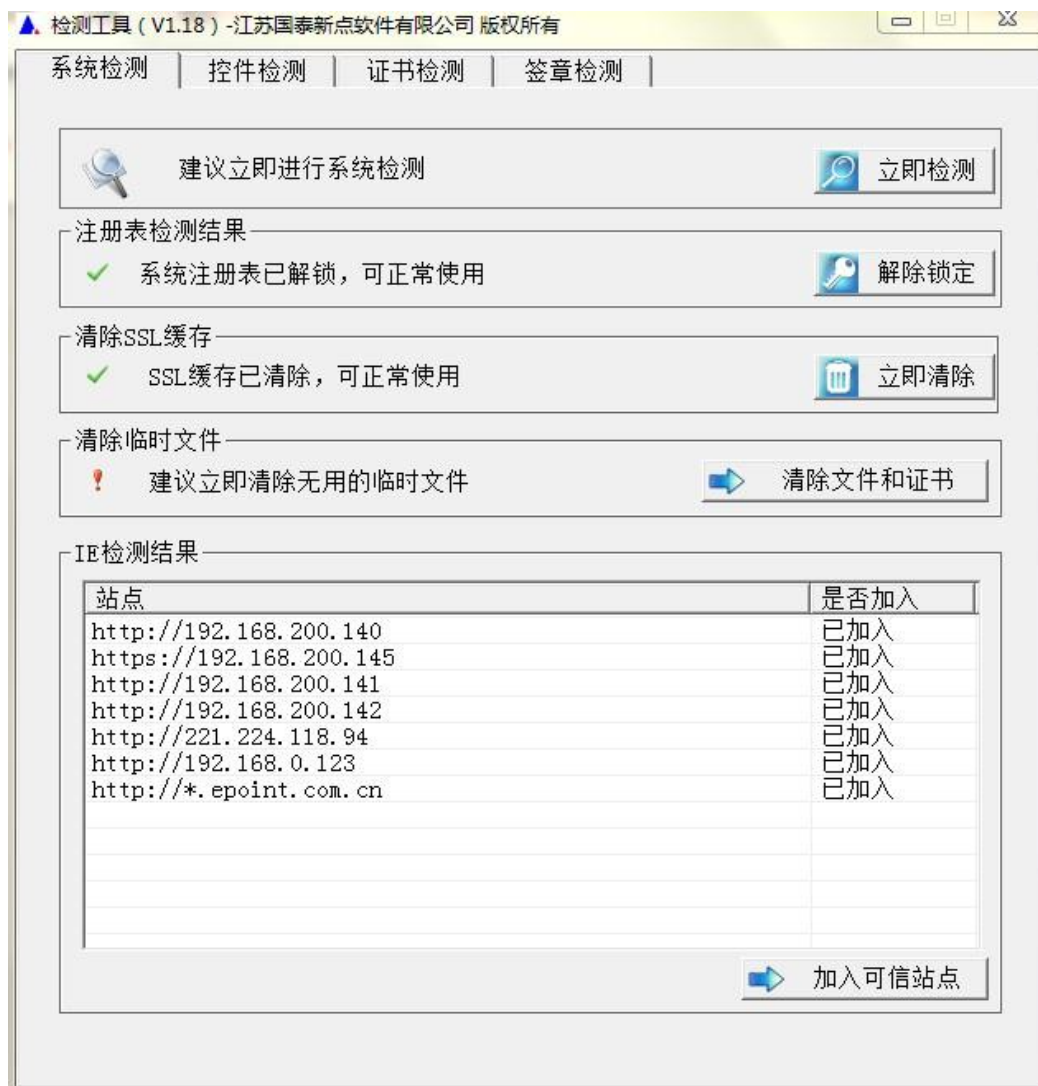 检测工具（V1.18）-江苏国泰新点软件有限公司 版权所有
系统检测 控件检测 证书检测 签章检测
建议立即进行系统检测 立即检测
注册表检测结果
系统注册表已解锁，可正常使用 解除锁定
清除SSL缓存
SSL缓存已清除，可正常使用 立即清除
清除临时文件
建议立即清除无用的临时文件 清除文件和证书
IE检测结果
站点 是否加入
http://192.168.200.140 已加入
https://192.168.200.145 已加入
http://192.168.200.141 已加入
http://192.168.200.142 已加入
http://221.224.118.94 已加入
http://192.168.0.123 已加入
http://*.epoint.com.cn 已加入
加入可信站点